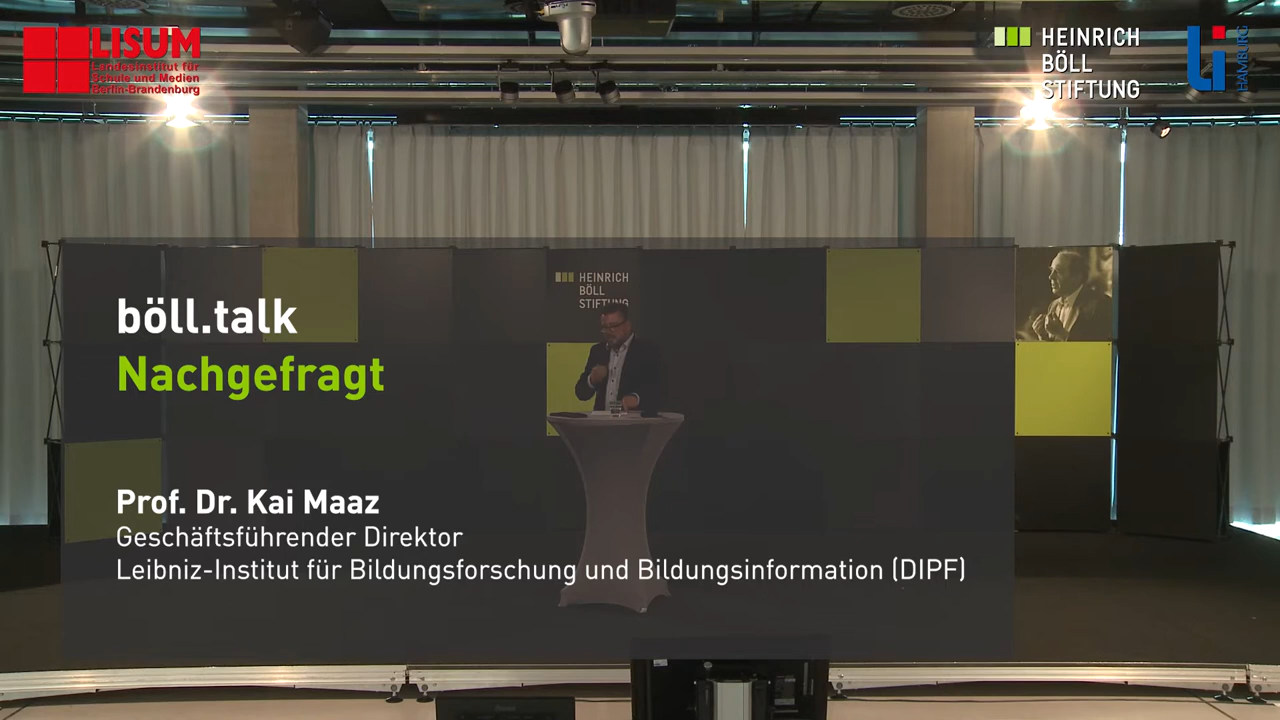 LISUM
Landesinstitut für
Schule und Medien
Berlin-Brandenburg
HEINRICH
BÖLL
STIFTUNG
Li
HAMBURG
HEINRICH
BÖLL
STIFTUNG
böll.talk
Nachgefragt
Prof. Dr. Kai Maaz
Geschäftsführender Direktor
Leibniz-Institut für Bildungsforschung und Bildungsinformation (DIPF)